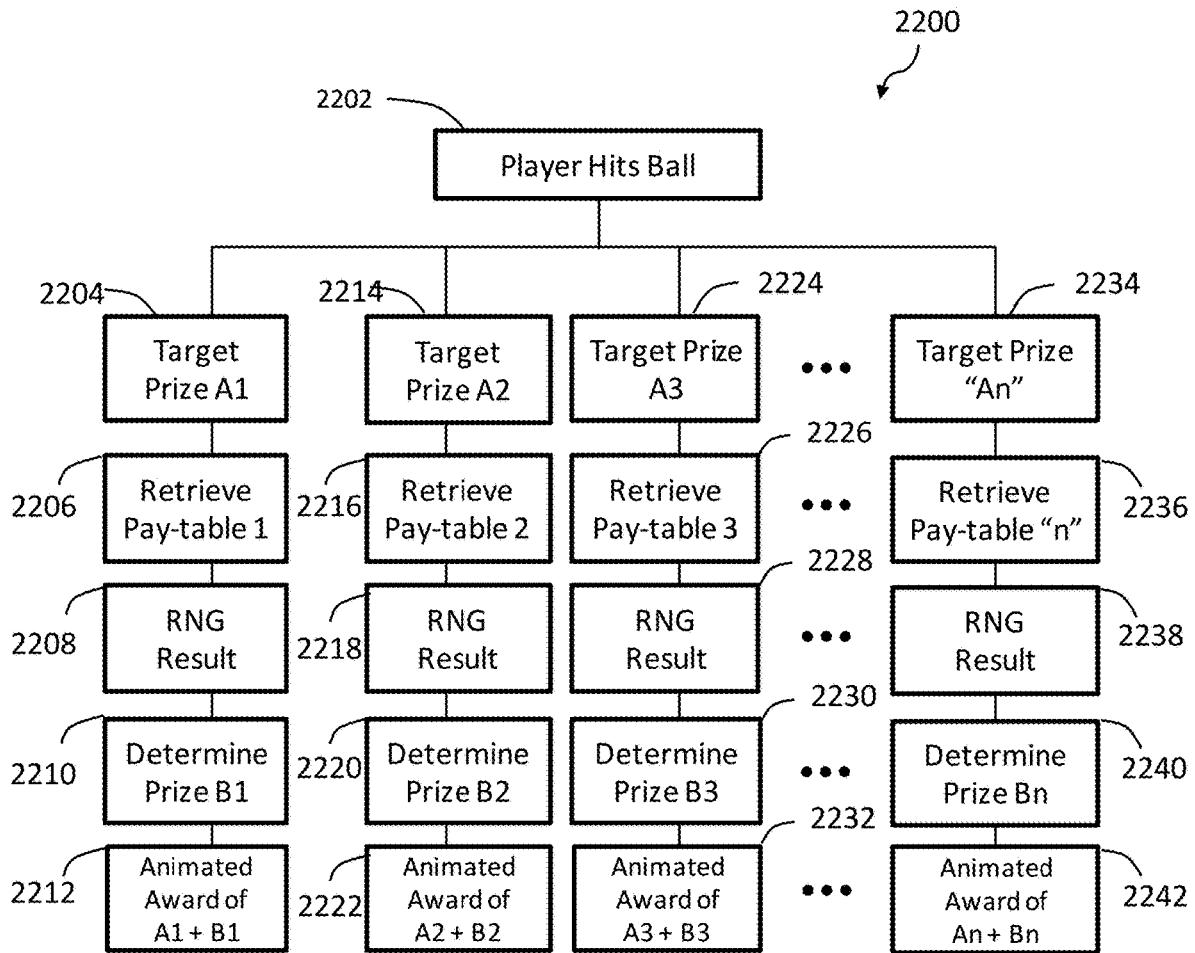 2200
2202
Player Hits Ball
2204
2214
2224
2234
Target
Prize A1
Target
Prize A2
Target Prize
A3
•••
Target Prize
“An”
2206
Retrieve
Pay-table 1
2216
Retrieve
Pay-table 2
2226
Retrieve
Pay-table 3
•••
Retrieve
Pay-table “n”
2236
2208
RNG
Result
2218
RNG
Result
2228
RNG
Result
•••
RNG
Result
2238
2210
Determine
Prize B1
2220
Determine
Prize B2
2230
Determine
Prize B3
•••
Determine
Prize Bn
2240
2212
Animated
Award of
A1 + B1
2222
Animated
Award of
A2 + B2
2232
Animated
Award of
A3 + B3
•••
Animated
Award of
An + Bn
2242